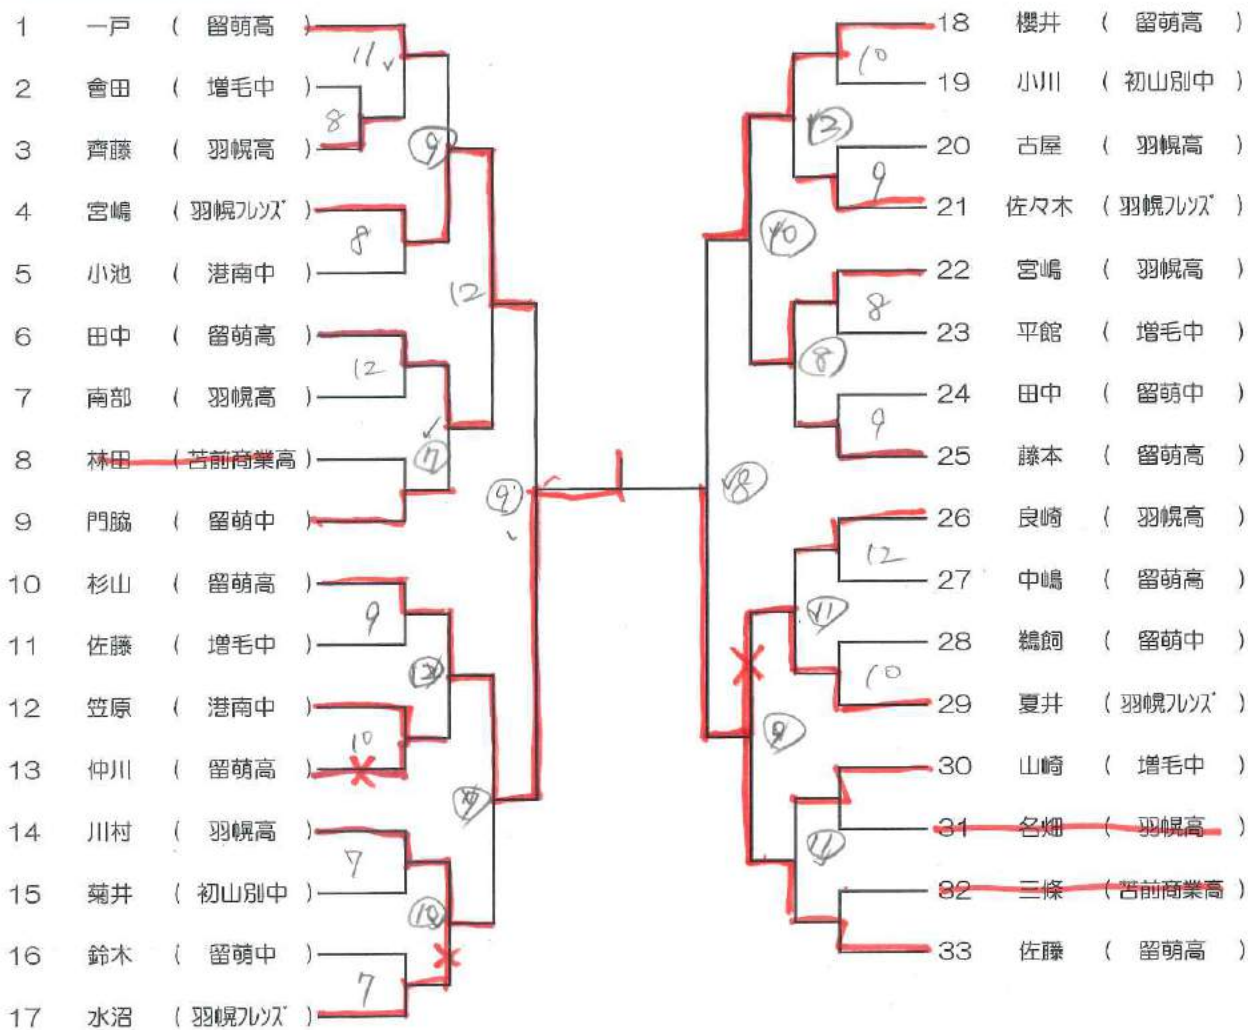 1 一戸 ( 留萌高 )
11
2 會田 ( 増毛中 )
8
3 齊藤 ( 羽幌高 )
9
4 宮嶋 ( 羽幌フレンズ )
8
5 小池 ( 港南中 )
12
6 田中 ( 留萌高 )
12
7 南部 ( 羽幌高 )
8 林田 ( 苫前商業高 )
7
9 門脇 ( 留萌中 )
9
10 杉山 ( 留萌高 )
9
11 佐藤 ( 増毛中 )
12
12 笠原 ( 港南中 )
10
13 仲川 ( 留萌高 )
14 川村 ( 羽幌高 )
7
15 菊井 ( 初山別中 )
16 鈴木 ( 留萌中 )
7
17 水沼 ( 羽幌フレンズ )
18 櫻井 ( 留萌高 )
10
19 小川 ( 初山別中 )
12
20 古屋 ( 羽幌高 )
9
21 佐々木 ( 羽幌フレンズ )
10
22 宮嶋 ( 羽幌高 )
8
23 平館 ( 増毛中 )
8
24 田中 ( 留萌中 )
9
25 藤本 ( 留萌高 )
8
26 良崎 ( 羽幌高 )
12
27 中嶋 ( 留萌高 )
11
28 鵜飼 ( 留萌中 )
10
29 夏井 ( 羽幌フレンズ )
30 山崎 ( 増毛中 )
31 名畑 ( 羽幌高 )
32 三條 ( 苫前商業高 )
33 佐藤 ( 留萌高 )